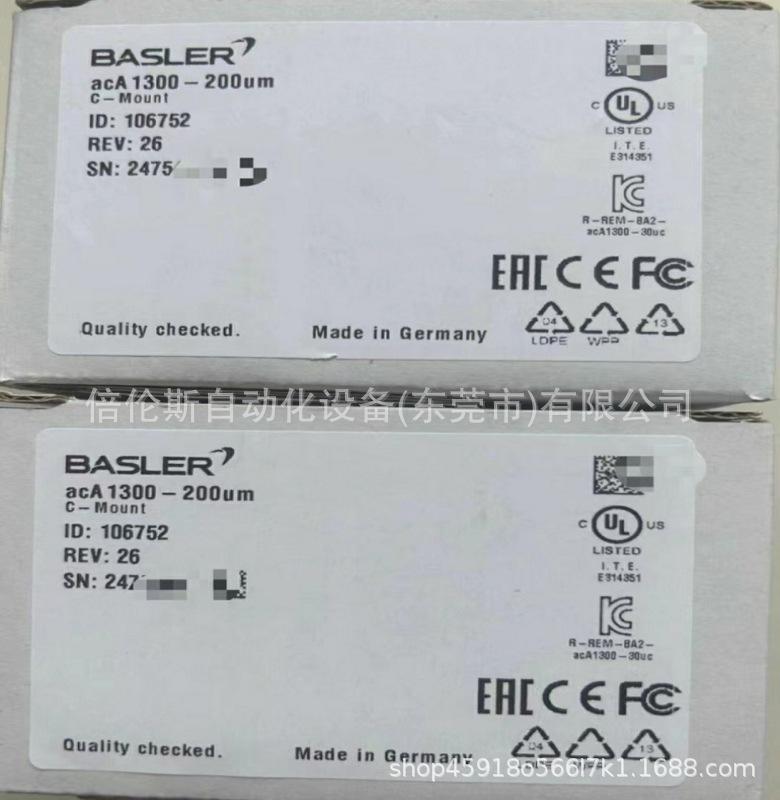 BASLER
acA1300-200um
C-Mount
ID: 106752
REV: 26
SN: 2475
C UL US
LISTED
I.T.E.
E314351
R-REM-BA2-
acA1300-30uc
EAC CE FC
Quality checked.
Made in Germany
04
LDPE
WPP
13
倍伦斯自动化设备(东莞市)有限公司
BASLER
acA1300-200um
C-Mount
ID: 106752
REV: 26
SN: 247
C UL US
LISTED
I.T.E.
E314351
R-REM-BA2-
acA1300-30uc
EAC CE FC
Quality checked.
Made in Germany
04
13